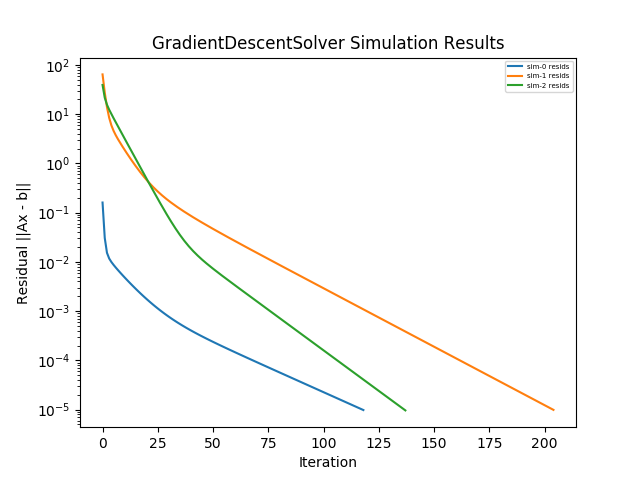 GradientDescentSolver Simulation Results
sim-0 resids
sim-1 resids
sim-2 resids
Residual ||Ax - b||
10²
10¹
10⁰
10⁻¹
10⁻²
10⁻³
10⁻⁴
10⁻⁵
0 25 50 75 100 125 150 175 200
Iteration